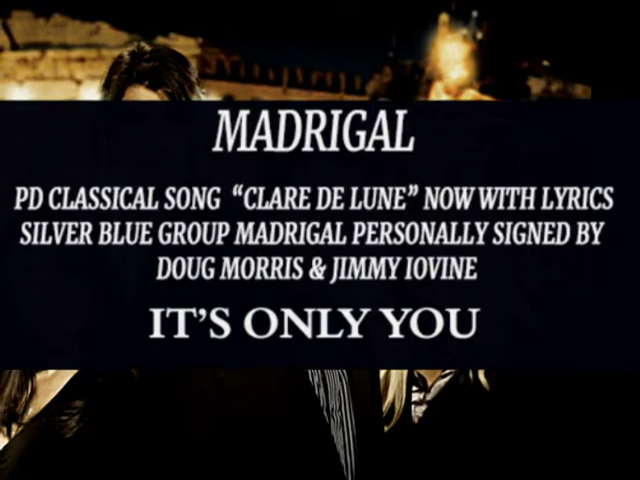 MADRIGAL
PD CLASSICAL SONG “CLARE DE LUNE” NOW WITH LYRICS
SILVER BLUE GROUP MADRIGAL PERSONALLY SIGNED BY
DOUG MORRIS & JIMMY IOVINE
IT’S ONLY YOU